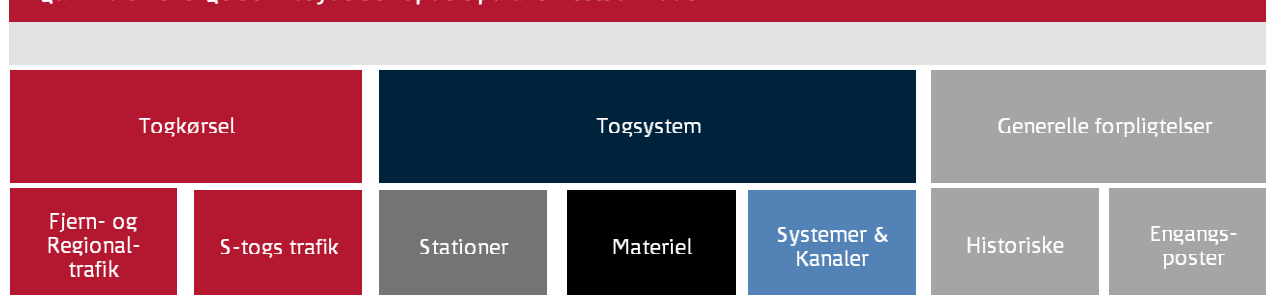 Togkørsel
Togsystem
Generelle forpligtelser
Fjern- og
Regional-
trafik
S-togs trafik
Stationer
Materiel
Systemer &
Kanaler
Historiske
Engangs-
poster